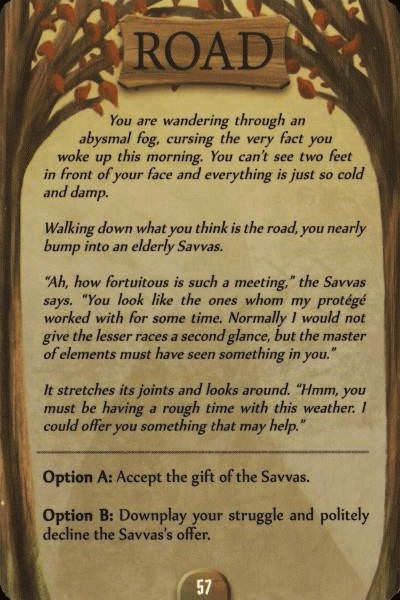 ROAD
You are wandering through an
abysmal fog, cursing the very fact you
woke up this morning. You can't see two feet
in front of your face and everything is just so cold
and damp.
Walking down what you think is the road, you nearly
bump into an elderly Savvas.
“Ah, how fortuitous is such a meeting,” the Savvas
says. “You look like the ones whom my protégé
worked with for some time. Normally I would not
give the lesser races a second glance, but the master
of elements must have seen something in you.”
It stretches its joints and looks around. “Hmm, you
must be having a rough time with this weather. I
could offer you something that may help.”
Option A: Accept the gift of the Savvas.
Option B: Downplay your struggle and politely
decline the Savvas's offer.
57